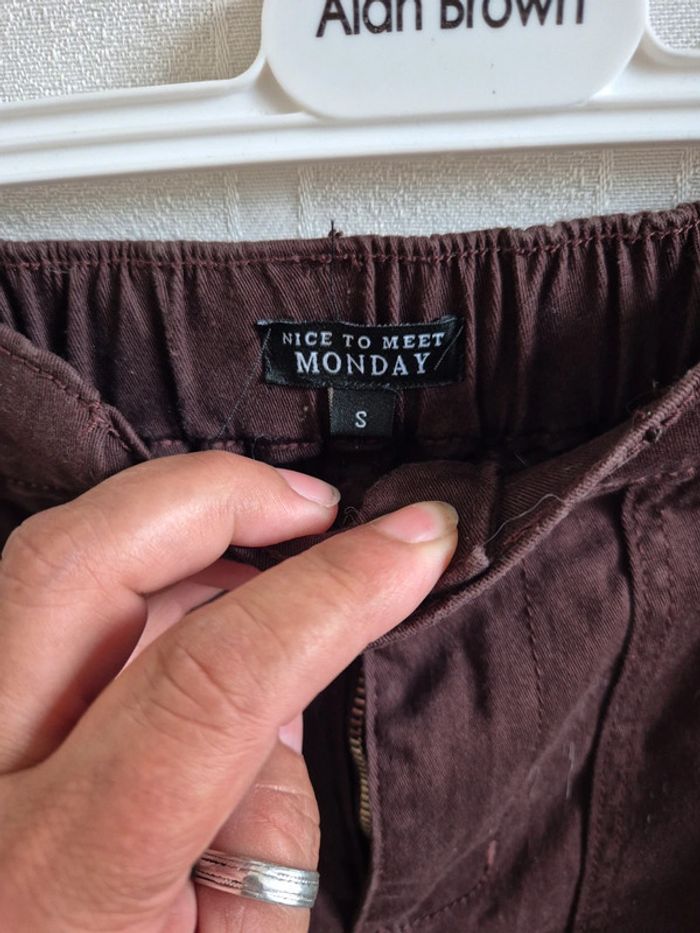 Alan Brown
NICE TO MEET
MONDAY
S